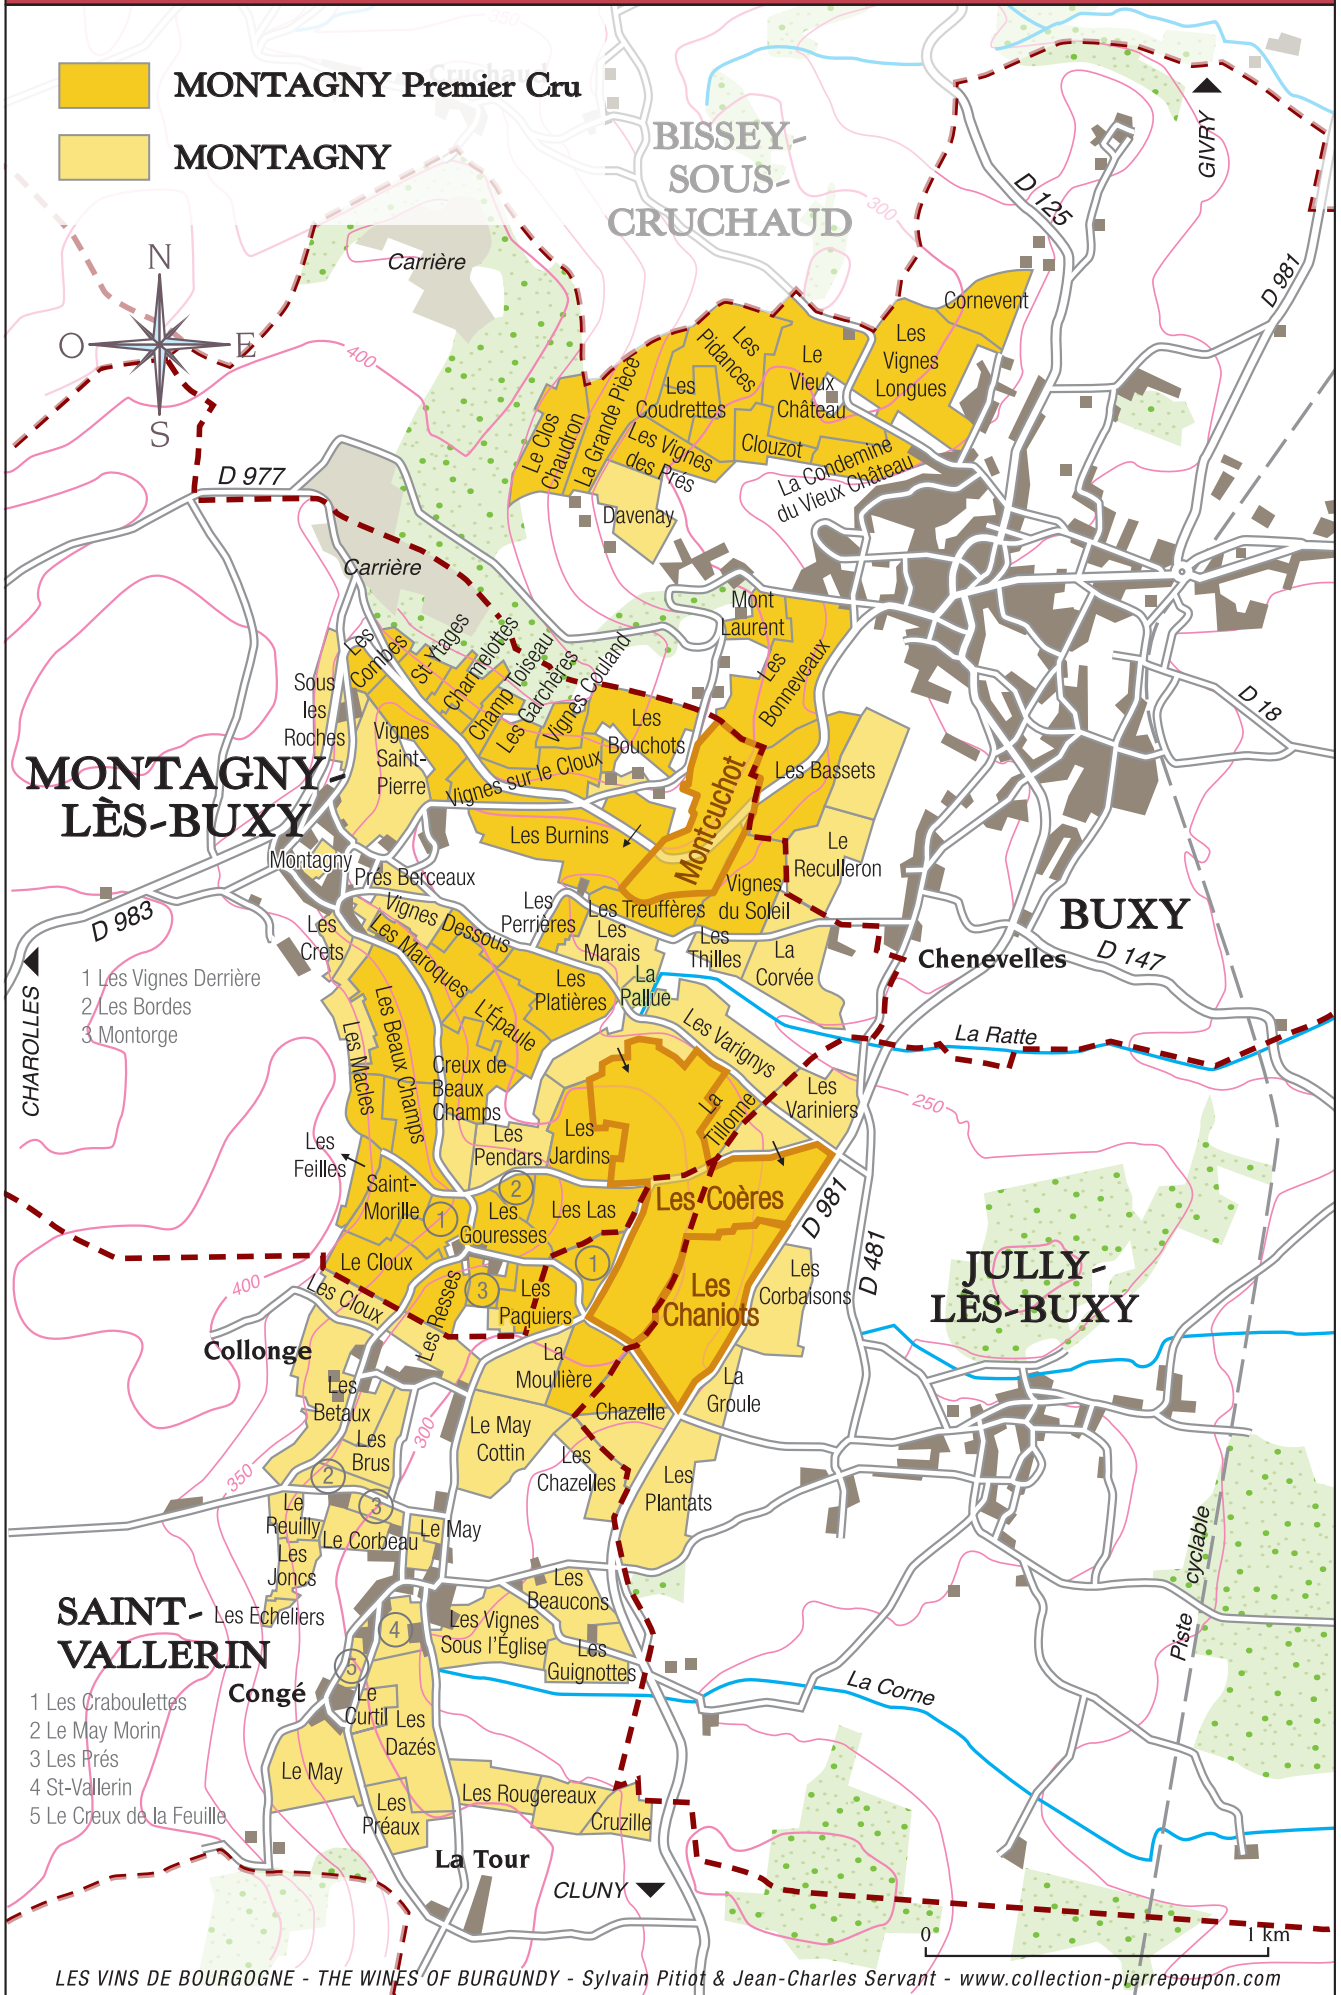 MONTAGNY Premier Cru
MONTAGNY
Cruchaud
350
BISSEY-
SOUS-
CRUCHAUD
300
GIVRY
D 125
D 981
N
O
E
S
Carrière
400
Cornevent
Les
Vignes
Longues
Les
Pidances
Le
Vieux
Château
Les
Coudrettes
La Grande Pièce
Le Clos
Chaudron
Les Vignes
des Prés
Clouzot
La Condemine
du Vieux Château
Davenay
D 977
Carrière
Mont
Laurent
Les
Bonneveaux
Les
Combes
St-Ytages
Charmelottes
Champ Toiseau
Les Garchères
Vignes Couland
Sous
les
Roches
Vignes
Saint-
Pierre
Les
Bouchots
Vignes sur le Cloux
Les Bassets
Montcuchot
D 18
MONTAGNY-
LÈS-BUXY
Les Burnins
Le
Reculleron
Montagny
Prés Berceaux
Vignes
du Soleil
Les Treuffères
Les
Perrières
Vignes Dessous
Les Maroques
Les
Marais
Les
Thilles
La
Corvée
BUXY
Chenevelles
D 147
D 983
Les
Crets
CHAROLLES
1 Les Vignes Derrière
2 Les Bordes
3 Montorge
Les
Platières
La
Pallue
L'Épaule
Les Beaux Champs
Les Macles
Les Varignys
La Ratte
Creux de
Beaux
Champs
La
Tillonne
Les
Variniers
250
Les
Pendars
Les
Jardins
Les
Feilles
Saint-
Morille
1
2
Les
Gouresses
Les Las
Les Coères
D 981
D 481
Le Cloux
1
3
Les
Paquiers
Les
Chaniots
Les
Corbaisons
JULLY-
LÈS-BUXY
400
Les Cloux
Les Resses
Collonge
La
Moullière
La
Groule
Les
Betaux
Chazelle
Le May
Cottin
Les
Brus
300
350
2
3
Les
Chazelles
Les
Plantats
Le
Reuilly
Le Corbeau
Le May
Les
Joncs
Les Echeliers
Piste cyclable
SAINT-
VALLERIN
Les
Beaucons
Les Vignes
Sous l'Église
Les
Guignottes
4
5
Congé
1 Les Craboulettes
2 Le May Morin
3 Les Prés
4 St-Vallerin
5 Le Creux de la Feuille
Le
Curtil
Les
Dazés
La Corne
Le May
Les
Préaux
Les Rougereaux
Cruzille
La Tour
CLUNY
0
1 km
LES VINS DE BOURGOGNE - THE WINES OF BURGUNDY - Sylvain Pitiot & Jean-Charles Servant - www.collection-pierrepoupon.com